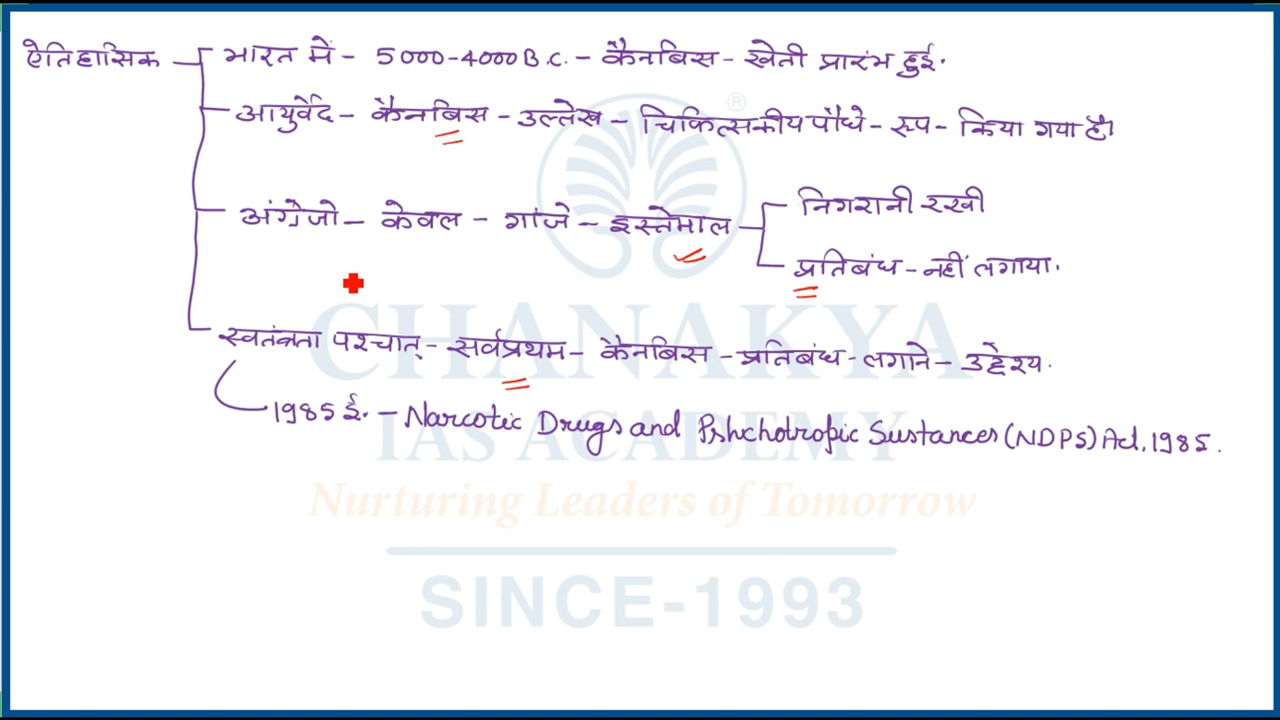 ऐतिहासिक - भारत में - 5000-4000 B.C. - कैनबिस - खेती प्रारंभ हुई.
आयुर्वेद - कैनबिस - उल्लेख - चिकित्सकीय पौधे - रूप - किया गया है।
®
अंग्रेजो - केवल - गांजे - इस्तेमाल - निगरानी रखी
प्रतिबंध - नहीं लगाया.
स्वतंत्रता पश्चात् - सर्वप्रथम - कैनबिस - प्रतिबंध - लगाने - उद्देश्य.
1985 ई. - Narcotic Drugs and Pshchotropic Sustances (NDPS) Act, 1985.
CHANAKYA
IAS ACADEMY
Nurturing Leaders of Tomorrow
SINCE-1993